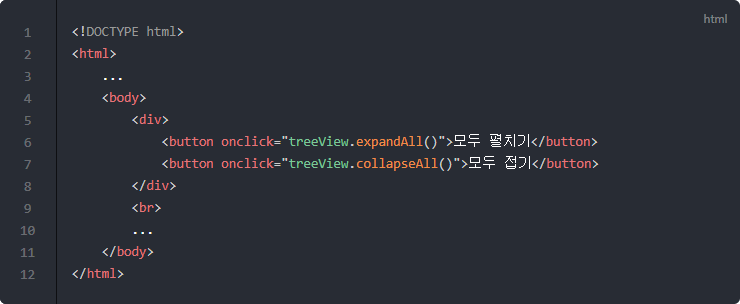 html
1 <!DOCTYPE html>
2 <html>
3     ...
4     <body>
5         <div>
6             <button onclick="treeView.expandAll()">모두 펼치기</button>
7             <button onclick="treeView.collapseAll()">모두 접기</button>
8         </div>
9         <br>
10         ...
11     </body>
12 </html>